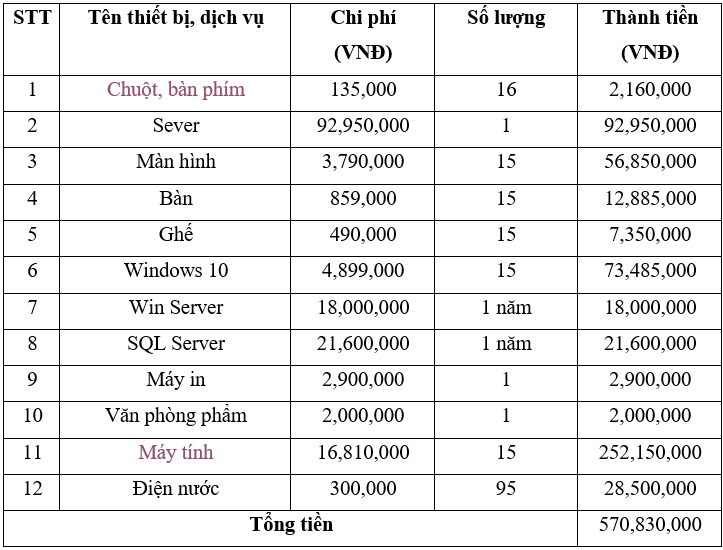 STT Tên thiết bị, dịch vụ Chi phí (VNĐ) Số lượng Thành tiền (VNĐ)
1 Chuột, bàn phím 135,000 16 2,160,000
2 Sever 92,950,000 1 92,950,000
3 Màn hình 3,790,000 15 56,850,000
4 Bàn 859,000 15 12,885,000
5 Ghế 490,000 15 7,350,000
6 Windows 10 4,899,000 15 73,485,000
7 Win Server 18,000,000 1 năm 18,000,000
8 SQL Server 21,600,000 1 năm 21,600,000
9 Máy in 2,900,000 1 2,900,000
10 Văn phòng phẩm 2,000,000 1 2,000,000
11 Máy tính 16,810,000 15 252,150,000
12 Điện nước 300,000 95 28,500,000
Tổng tiền 570,830,000